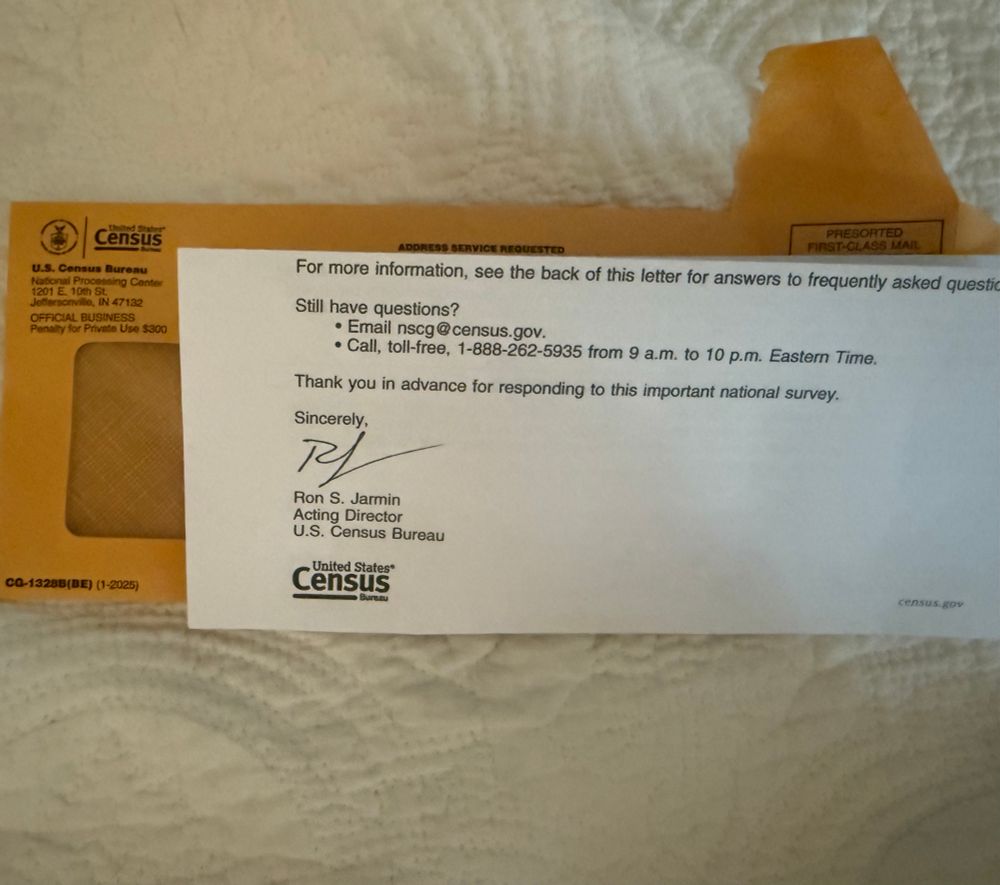 United States®
Census
Bureau
U.S. Census Bureau
National Processing Center
1201 E. 10th St.
Jeffersonville, IN 47132
OFFICIAL BUSINESS
Penalty for Private Use $300
ADDRESS SERVICE REQUESTED
PRESORTED
FIRST-CLASS MAIL
For more information, see the back of this letter for answers to frequently asked questio
Still have questions?
• Email nscg@census.gov.
• Call, toll-free, 1-888-262-5935 from 9 a.m. to 10 p.m. Eastern Time.
Thank you in advance for responding to this important national survey.
Sincerely,
Ron S. Jarmin
Acting Director
U.S. Census Bureau
United States®
Census
Bureau
census.gov
CG-1328B(BE) (1-2025)